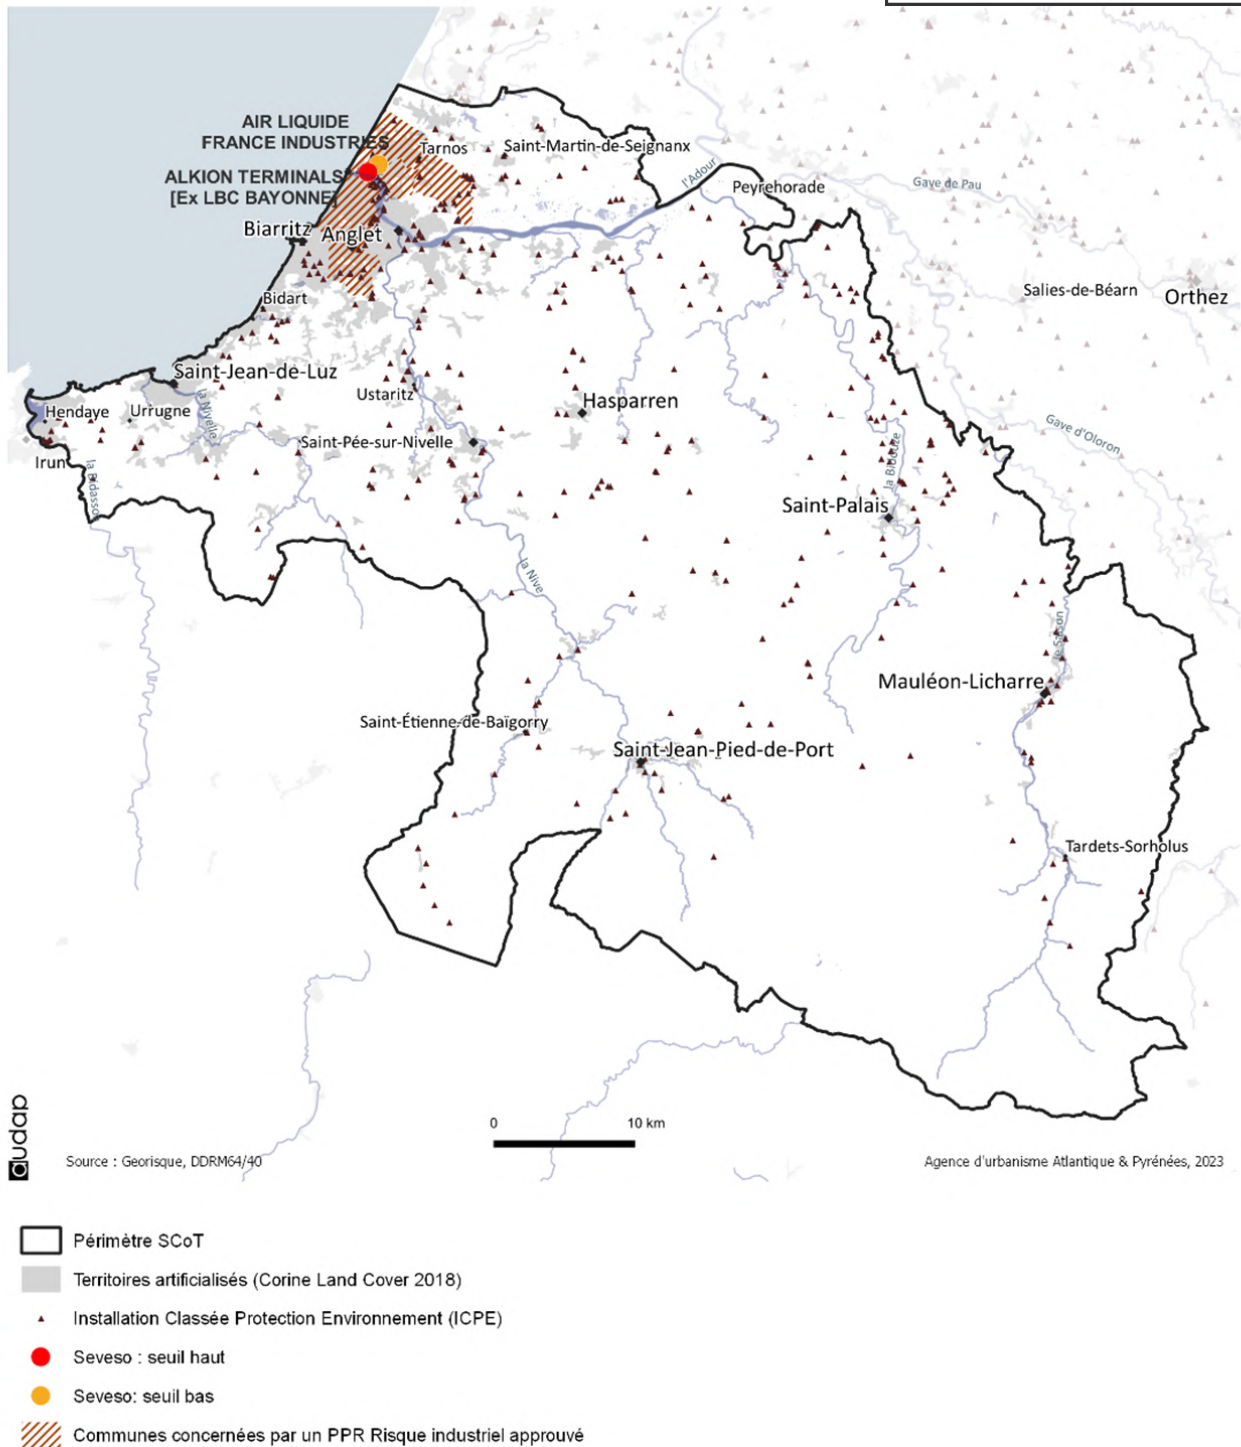 AIR LIQUIDE
FRANCE INDUSTRIES
Tarnos
Saint-Martin-de-Seignanx
ALKION TERMINALS
[Ex LBC BAYONNE]
l'Adour
Peyrehorade
Gave de Pau
Biarritz
Anglet
Salies-de-Béarn
Orthez
Bidart
Saint-Jean-de-Luz
Ustaritz
Hasparren
Hendaye
Urrugne
la Nivelle
Gave d'Oloron
Saint-Pée-sur-Nivelle
la Bidouze
Irun
la Bidassoa
Saint-Palais
la Nive
le Saison
Mauléon-Licharre
Saint-Étienne-de-Baïgorry
Saint-Jean-Pied-de-Port
Tardets-Sorholus
audap
0 10 km
Source : Georisque, DDRM64/40
Agence d'urbanisme Atlantique & Pyrénées, 2023
Périmètre SCoT
Territoires artificialisés (Corine Land Cover 2018)
Installation Classée Protection Environnement (ICPE)
Seveso : seuil haut
Seveso: seuil bas
Communes concernées par un PPR Risque industriel approuvé